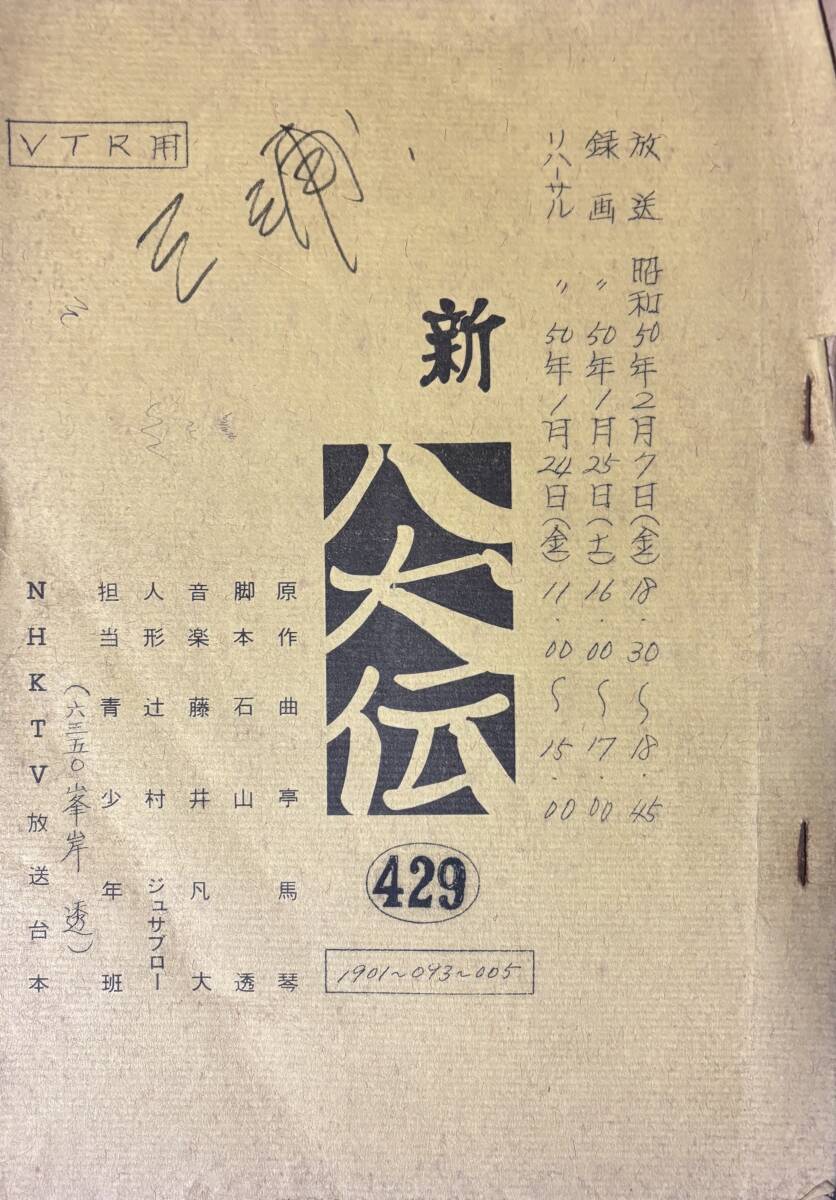 放送 昭和50年2月7日(金) 18.30〜18.45
録画 〃 50年1月25日(土) 16.00〜17.00
リハーサル 〃 50年1月24日(金) 11.00〜15.00
新
八犬伝
429
1901~093~005
原作 曲亭馬琴
脚本 石山透
音楽 藤井凡大
人形 辻村ジュサブロー
担当 青少年班
(六三五〇 峯岸 透)
NHKTV放送台本
VTR用